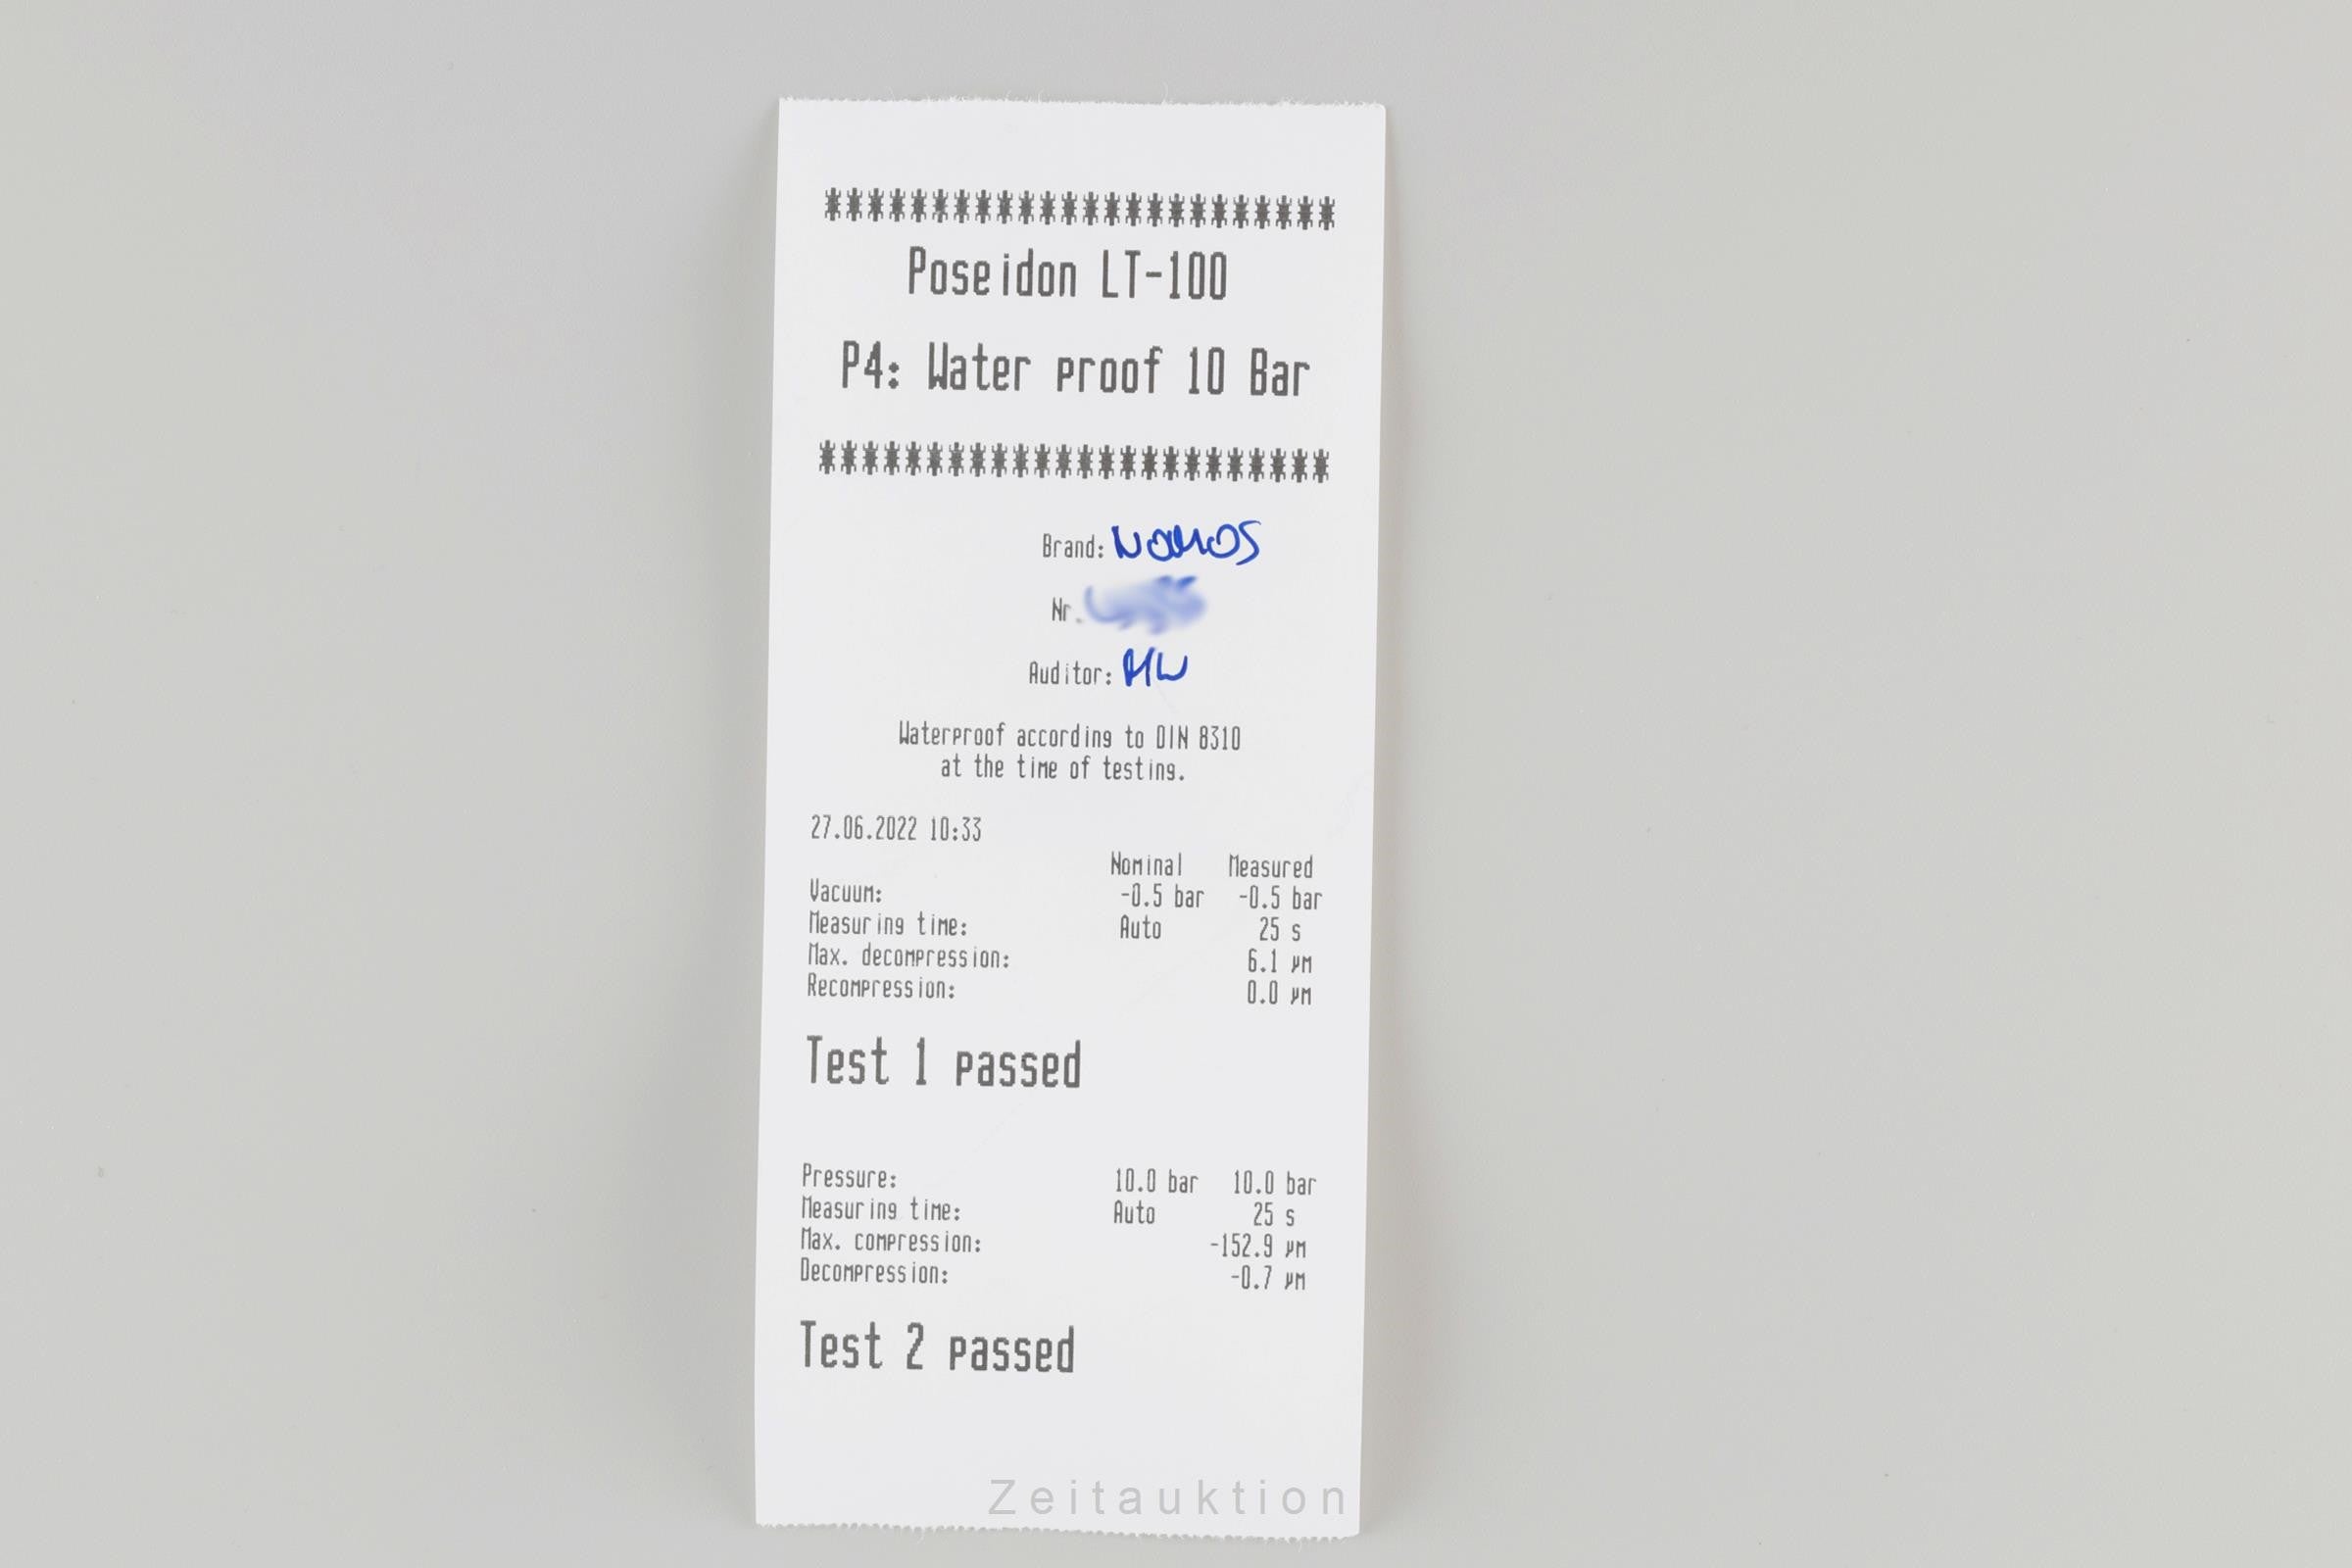 ************************
Poseidon LT-100
P4: Water proof 10 Bar
************************
Brand: NOMOS
Nr.
Auditor: MW
Waterproof according to DIN 8310
at the time of testing.
27.06.2022 10:33
Nominal Measured
Vacuum: -0.5 bar -0.5 bar
Measuring time: Auto 25 s
Max. decompression: 6.1 µm
Recompression: 0.0 µm
Test 1 passed
Pressure: 10.0 bar 10.0 bar
Measuring time: Auto 25 s
Max. compression: -152.9 µm
Decompression: -0.7 µm
Test 2 passed
Zeitauktion